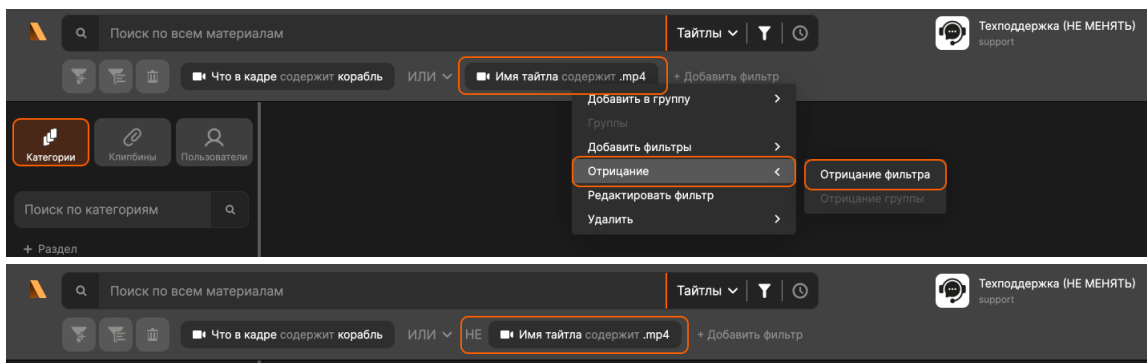 Поиск по всем материалам Тайтлы Техподдержка (НЕ МЕНЯТЬ)
support
Что в кадре содержит корабль ИЛИ Имя тайтла содержит .mp4 + Добавить фильтр
Добавить в группу
Группы
Добавить фильтры
Отрицание Отрицание фильтра
Редактировать фильтр Отрицание группы
Удалить
Категории Клипбины Пользователи
Поиск по категориям
+ Раздел
Поиск по всем материалам Тайтлы Техподдержка (НЕ МЕНЯТЬ)
support
Что в кадре содержит корабль ИЛИ НЕ Имя тайтла содержит .mp4 + Добавить фильтр